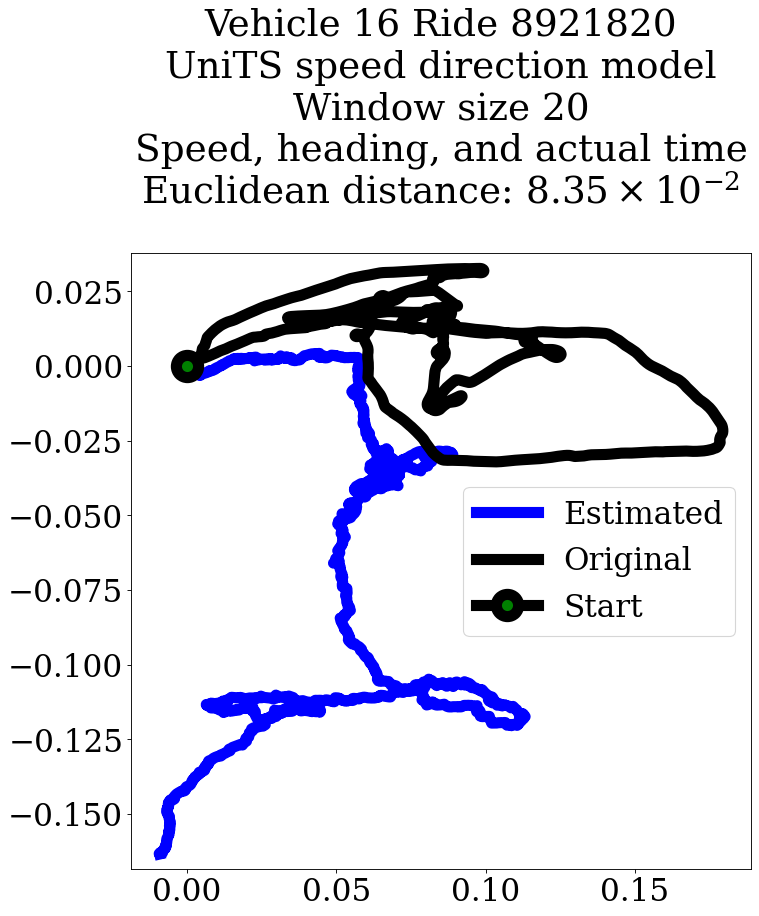 Vehicle 16 Ride 8921820
UniTS speed direction model
Window size 20
Speed, heading, and actual time
Euclidean distance: 8.35 × 10⁻²
0.025
0.000
−0.025
−0.050
−0.075
−0.100
−0.125
−0.150
Estimated
Original
Start
0.00 0.05 0.10 0.15